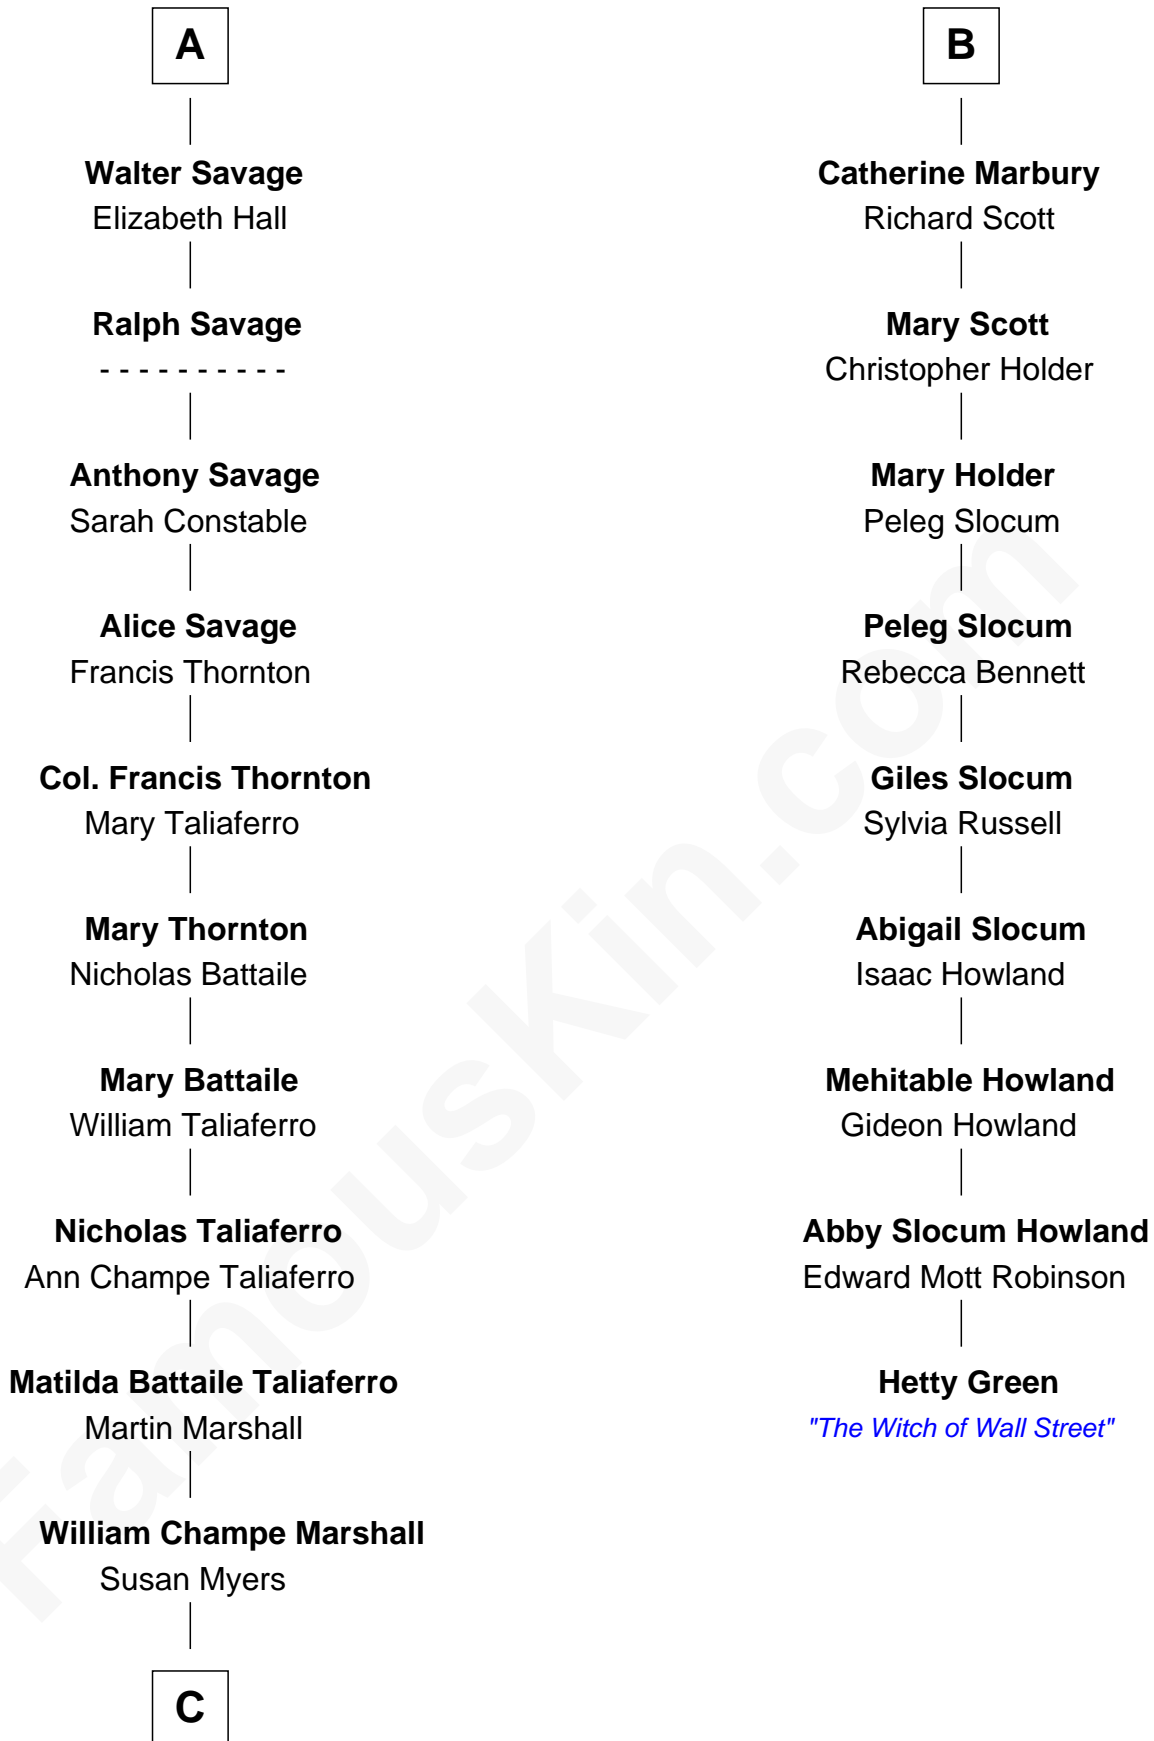 A
Walter Savage
Elizabeth Hall
Ralph Savage
- - - - - - - - - -
Anthony Savage
Sarah Constable
Alice Savage
Francis Thornton
Col. Francis Thornton
Mary Taliaferro
Mary Thornton
Nicholas Battaile
Mary Battaile
William Taliaferro
Nicholas Taliaferro
Ann Champe Taliaferro
Matilda Battaile Taliaferro
Martin Marshall
William Champe Marshall
Susan Myers
C
B
Catherine Marbury
Richard Scott
Mary Scott
Christopher Holder
Mary Holder
Peleg Slocum
Peleg Slocum
Rebecca Bennett
Giles Slocum
Sylvia Russell
Abigail Slocum
Isaac Howland
Mehitable Howland
Gideon Howland
Abby Slocum Howland
Edward Mott Robinson
Hetty Green
"The Witch of Wall Street"
FamousKin.com